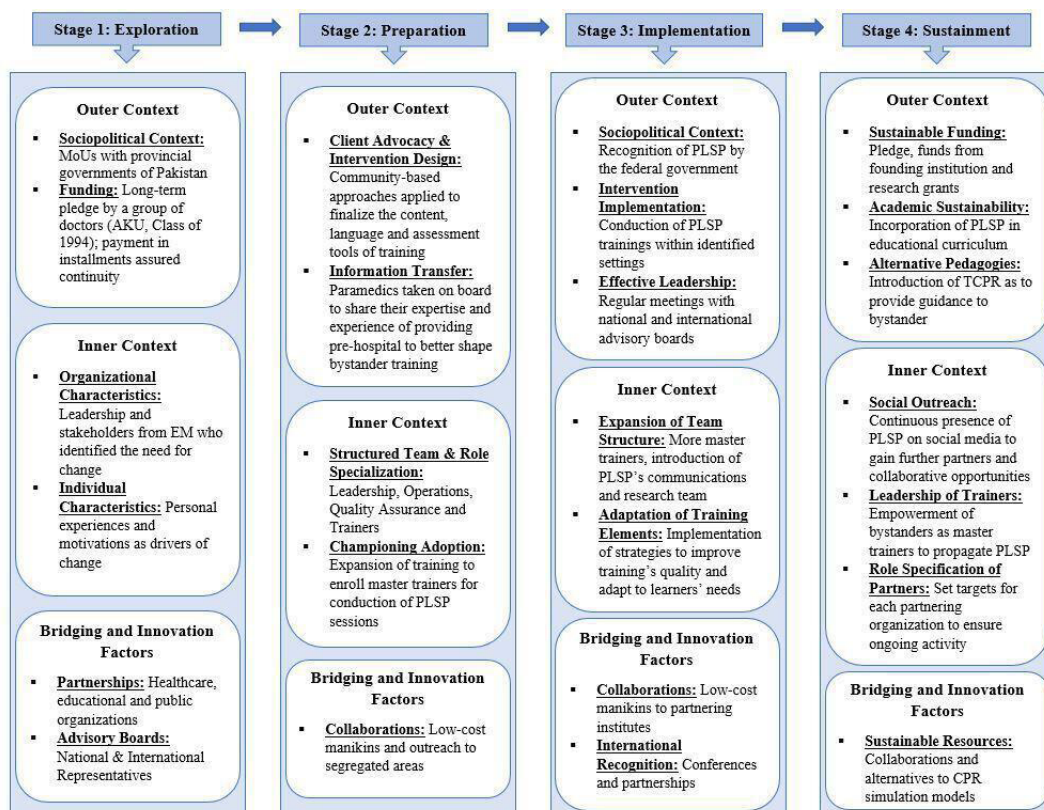 Stage 1: Exploration
Outer Context
▪ Sociopolitical Context:
MoUs with provincial
governments of Pakistan
▪ Funding: Long-term
pledge by a group of
doctors (AKU, Class of
1994); payment in
installments assured
continuity
Inner Context
▪ Organizational
Characteristics:
Leadership and
stakeholders from EM who
identified the need for
change
▪ Individual
Characteristics: Personal
experiences and
motivations as drivers of
change
Bridging and Innovation
Factors
▪ Partnerships: Healthcare,
educational and public
organizations
▪ Advisory Boards:
National & International
Representatives
Stage 2: Preparation
Outer Context
▪ Client Advocacy &
Intervention Design:
Community-based
approaches applied to
finalize the content,
language and assessment
tools of training
▪ Information Transfer:
Paramedics taken on board
to share their expertise and
experience of providing
pre-hospital to better shape
bystander training
Inner Context
▪ Structured Team & Role
Specialization:
Leadership, Operations,
Quality Assurance and
Trainers
▪ Championing Adoption:
Expansion of training to
enroll master trainers for
conduction of PLSP
sessions
Bridging and Innovation
Factors
▪ Collaborations: Low-cost
manikins and outreach to
segregated areas
Stage 3: Implementation
Outer Context
▪ Sociopolitical Context:
Recognition of PLSP by
the federal government
▪ Intervention
Implementation:
Conduction of PLSP
trainings within identified
settings
▪ Effective Leadership:
Regular meetings with
national and international
advisory boards
Inner Context
▪ Expansion of Team
Structure: More master
trainers, introduction of
PLSP’s communications
and research team
▪ Adaptation of Training
Elements: Implementation
of strategies to improve
training’s quality and
adapt to learners’ needs
Bridging and Innovation
Factors
▪ Collaborations: Low-cost
manikins to partnering
institutes
▪ International
Recognition: Conferences
and partnerships
Stage 4: Sustainment
Outer Context
▪ Sustainable Funding:
Pledge, funds from
founding institution and
research grants
▪ Academic Sustainability:
Incorporation of PLSP in
educational curriculum
▪ Alternative Pedagogies:
Introduction of TCPR as to
provide guidance to
bystander
Inner Context
▪ Social Outreach:
Continuous presence of
PLSP on social media to
gain further partners and
collaborative opportunities
▪ Leadership of Trainers:
Empowerment of
bystanders as master
trainers to propagate PLSP
▪ Role Specification of
Partners: Set targets for
each partnering
organization to ensure
ongoing activity
Bridging and Innovation
Factors
▪ Sustainable Resources:
Collaborations and
alternatives to CPR
simulation models